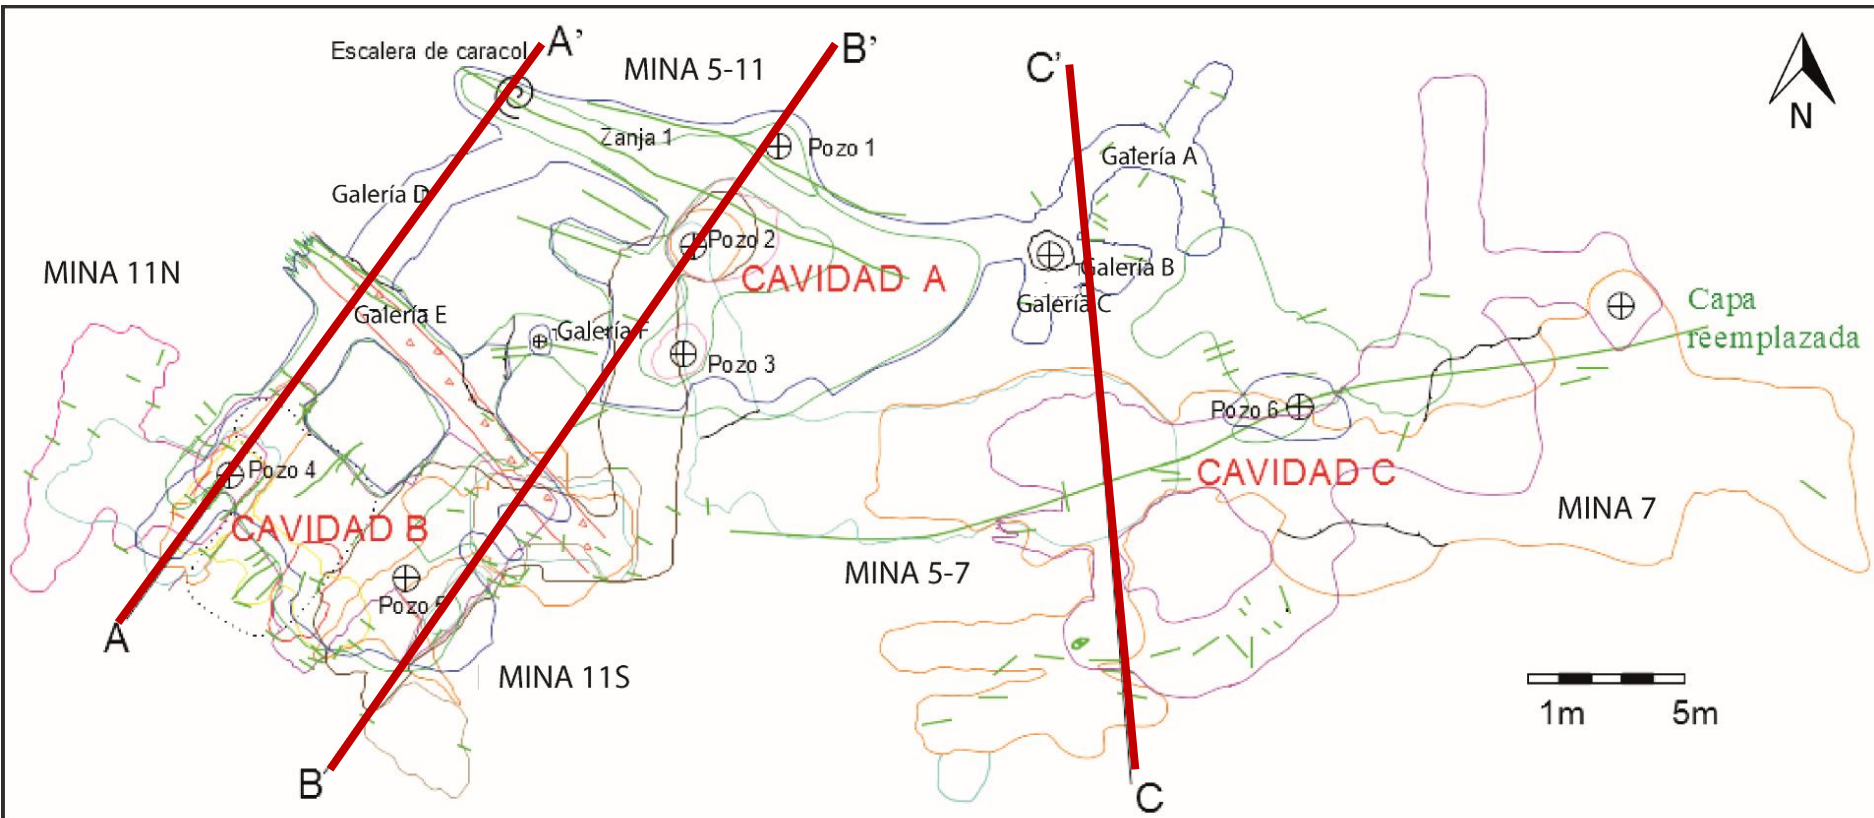 Escalera de caracol
A'
MINA 5-11
B'
C'
N
Zanja 1
Pozo 1
Galería A
Galería D
Pozo 2
MINA 11N
CAVIDAD A
Galería B
Galería C
Galería E
Galería F
Capa
reemplazada
Pozo 3
Pozo 6
Pozo 4
CAVIDAD C
CAVIDAD B
MINA 7
MINA 5-7
Pozo 5
A
MINA 11S
1m
5m
B
C